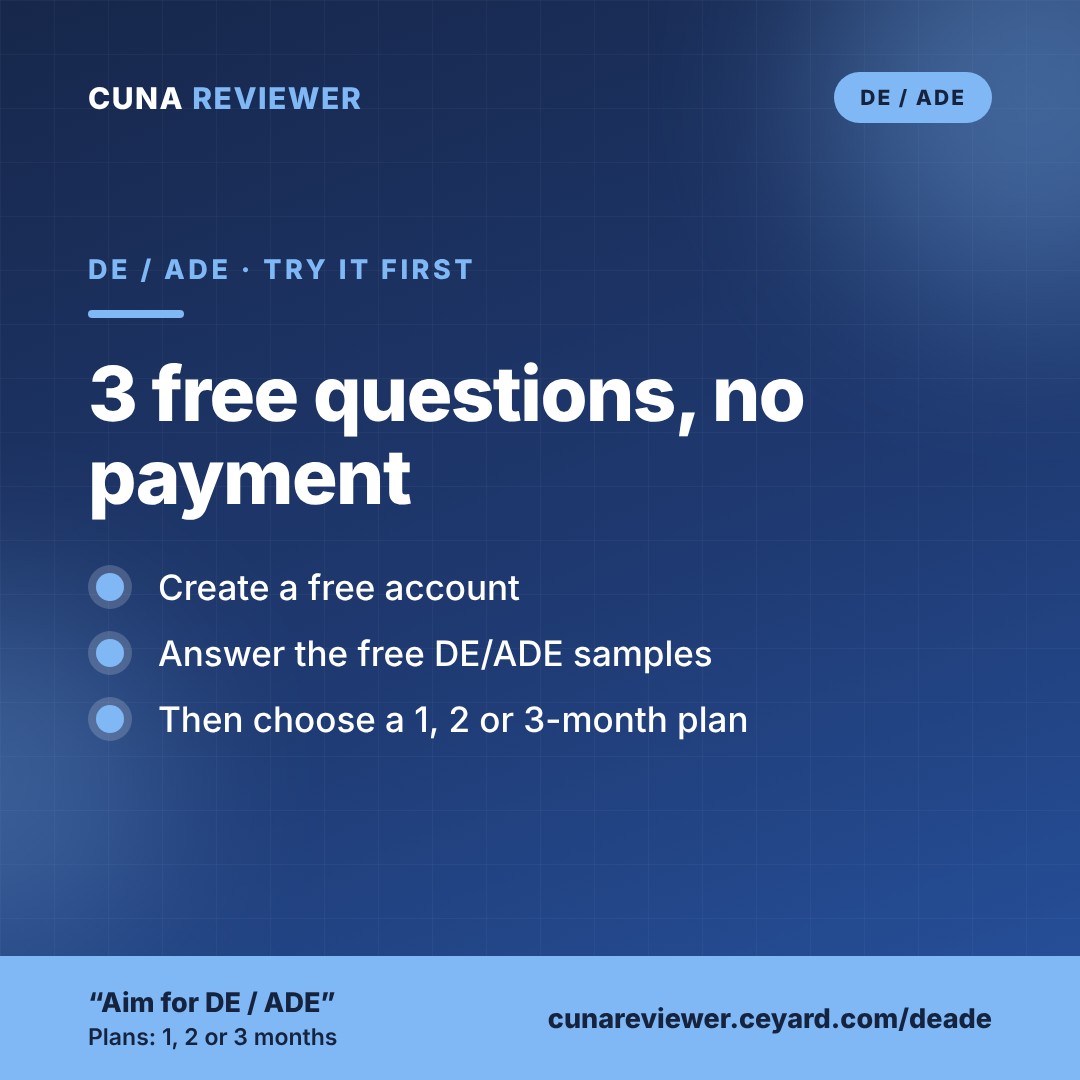 CUNA REVIEWER
DE / ADE
DE / ADE · TRY IT FIRST
3 free questions, no
payment
Create a free account
Answer the free DE/ADE samples
Then choose a 1, 2 or 3-month plan
“Aim for DE / ADE”
Plans: 1, 2 or 3 months
cunareviewer.ceyard.com/deade